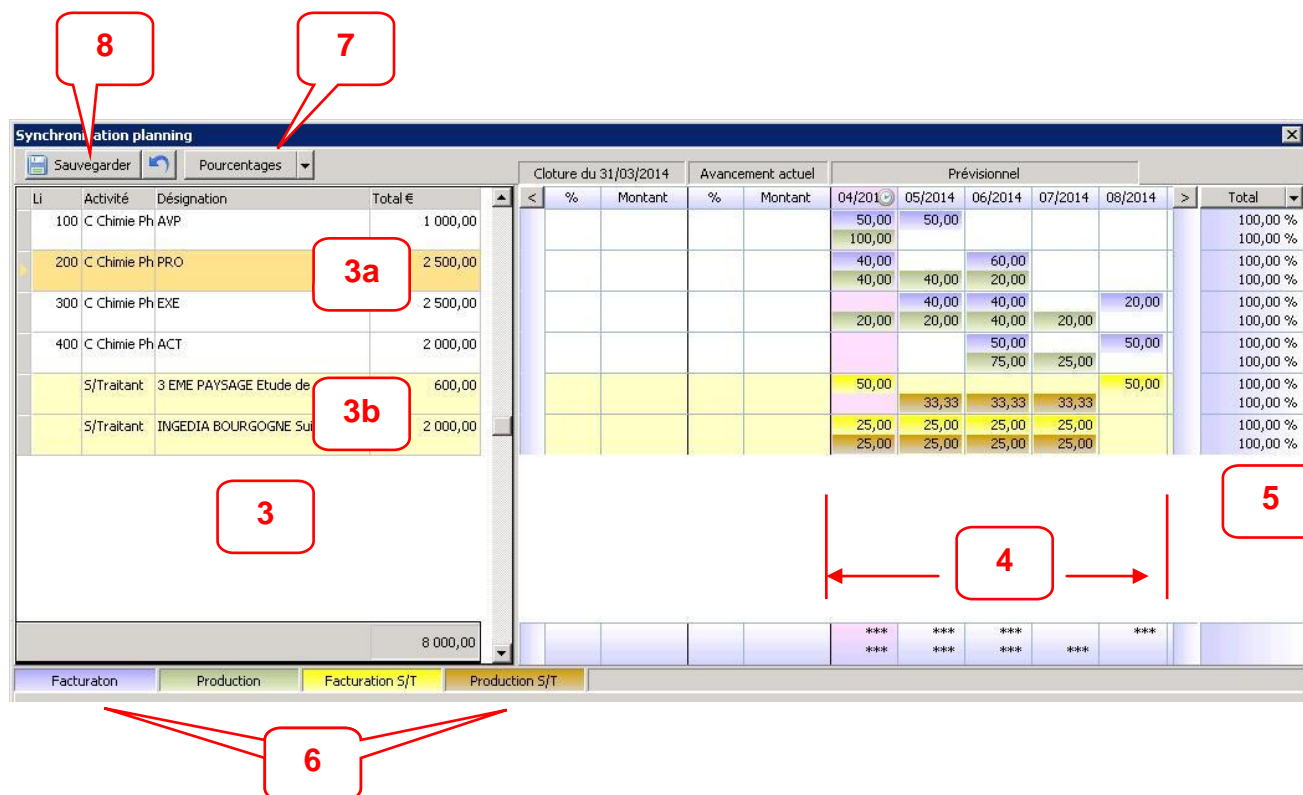 8 7
Synchronisation planning
Sauvegarder Pourcentages
Cloture du 31/03/2014 Avancement actuel Prévisionnel
Li Activité Désignation Total € < % Montant % Montant 04/201 05/2014 06/2014 07/2014 08/2014 > Total
100 C Chimie Ph AVP 1 000,00 50,00 50,00 100,00 %
100,00 100,00 %
200 C Chimie Ph PRO 2 500,00 40,00 60,00 100,00 %
3a
40,00 40,00 20,00 100,00 %
300 C Chimie Ph EXE 2 500,00 40,00 40,00 20,00 100,00 %
20,00 20,00 40,00 20,00 100,00 %
400 C Chimie Ph ACT 2 000,00 50,00 50,00 100,00 %
75,00 25,00 100,00 %
S/Traitant 3 EME PAYSAGE Etude de 600,00 50,00 50,00 100,00 %
33,33 33,33 33,33 100,00 %
3b
S/Traitant INGEDIA BOURGOGNE Sui 2 000,00 25,00 25,00 25,00 25,00 100,00 %
25,00 25,00 25,00 25,00 100,00 %
3 5
4
8 000,00 *** *** *** ***
*** *** *** ***
Facturaton Production Facturation S/T Production S/T
6